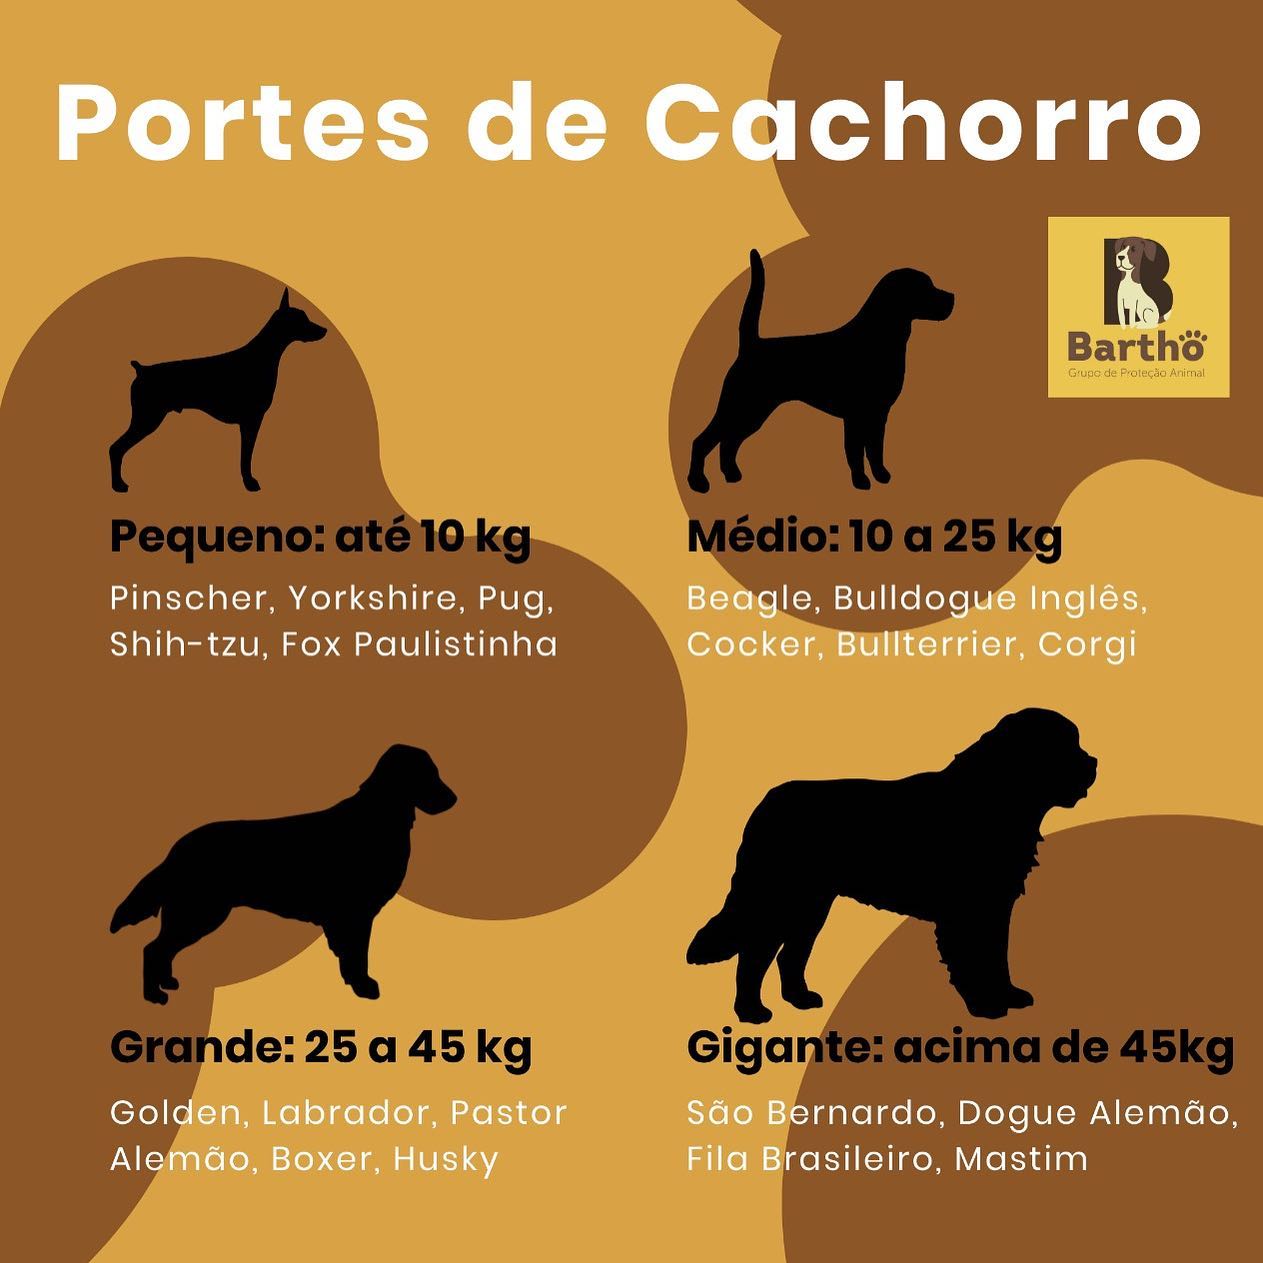 Portes de Cachorro
Barthô
Grupo de Proteção Animal
Pequeno: até 10 kg
Pinscher, Yorkshire, Pug,
Shih-tzu, Fox Paulistinha
Médio: 10 a 25 kg
Beagle, Bulldogue Inglês,
Cocker, Bullterrier, Corgi
Grande: 25 a 45 kg
Golden, Labrador, Pastor
Alemão, Boxer, Husky
Gigante: acima de 45kg
São Bernardo, Dogue Alemão,
Fila Brasileiro, Mastim